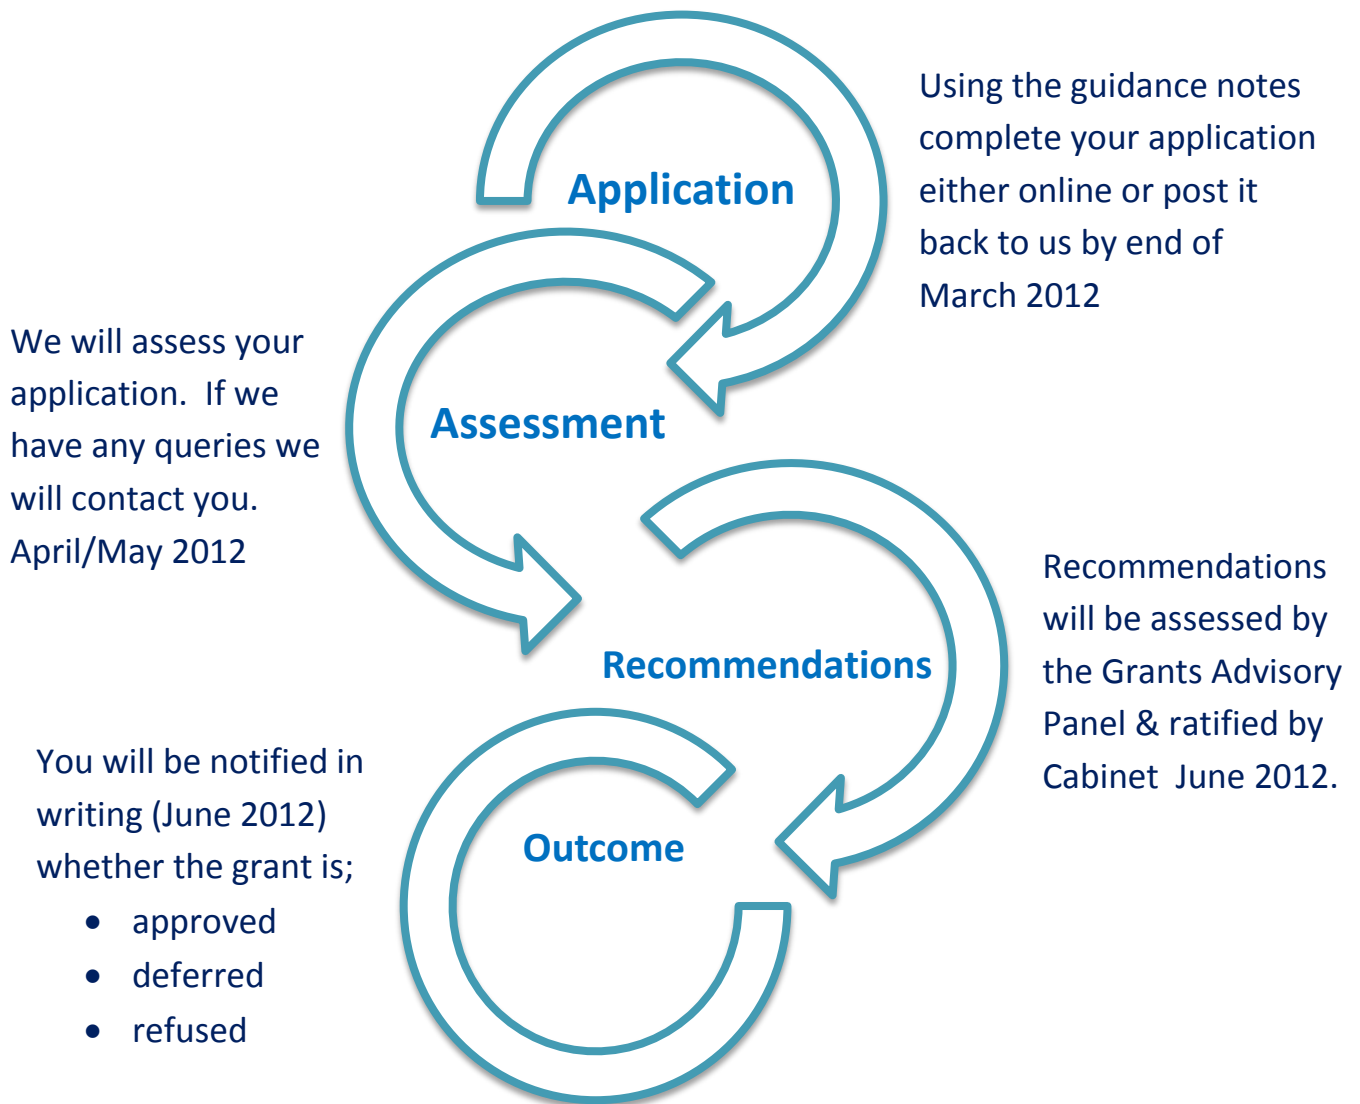 Application
Using the guidance notes
complete your application
either online or post it
back to us by end of
March 2012
We will assess your
application.  If we
have any queries we
will contact you.
April/May 2012
Assessment
Recommendations
Recommendations
will be assessed by
the Grants Advisory
Panel & ratified by
Cabinet  June 2012.
You will be notified in
writing (June 2012)
whether the grant is;
• approved
• deferred
• refused
Outcome